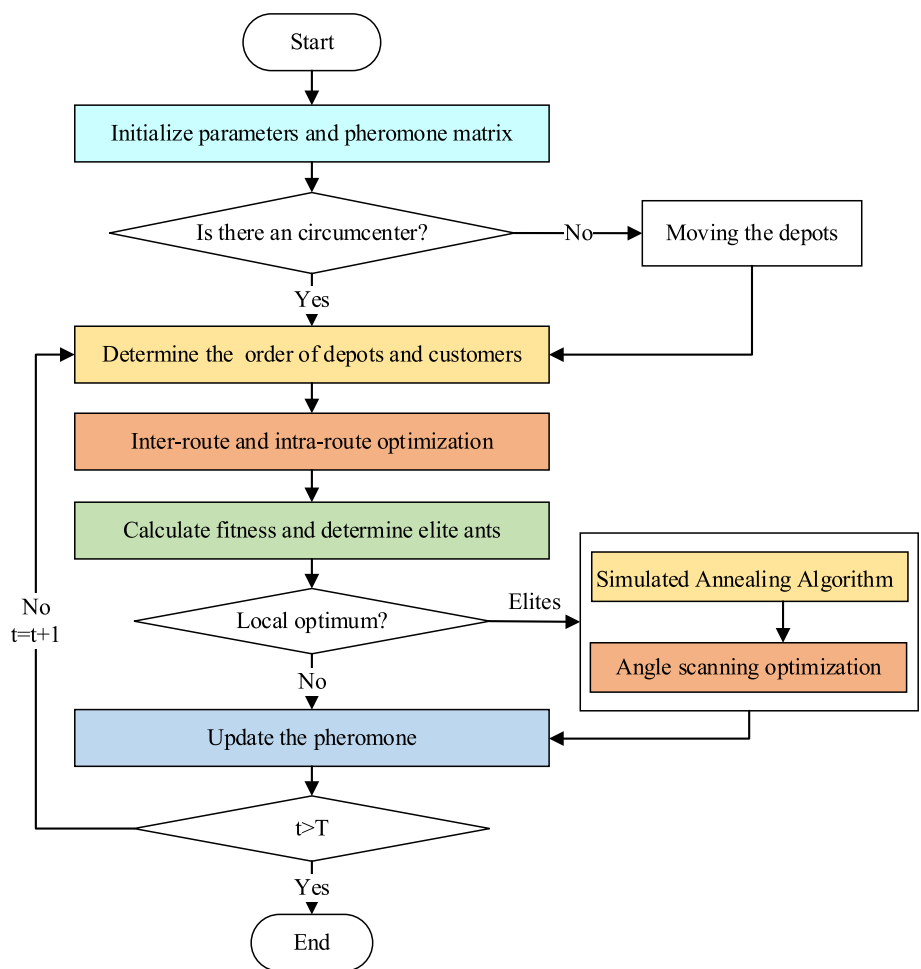 Start
Initialize parameters and pheromone matrix
Is there an circumcenter?
No
Moving the depots
Yes
Determine the order of depots and customers
Inter-route and intra-route optimization
Calculate fitness and determine elite ants
Simulated Annealing Algorithm
Elites
Local optimum?
No
t=t+1
Angle scanning optimization
No
Update the pheromone
t>T
Yes
End